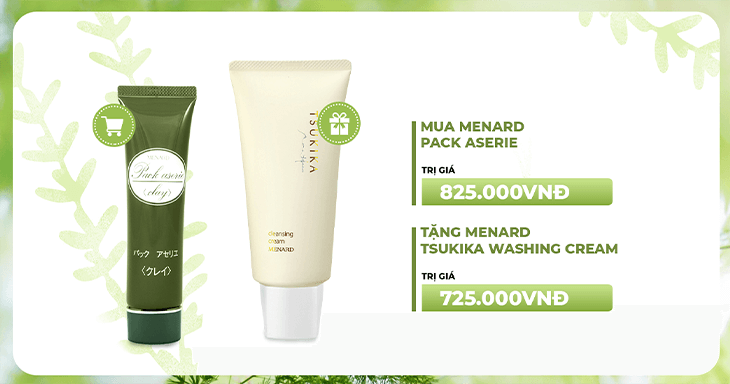 MENARD
Pack aserie
clay
パック アセリエ
〈クレイ〉
TSUKIKA
cleansing
cream
MENARD
MUA MENARD
PACK ASERIE
TRỊ GIÁ
825.000VNĐ
TẶNG MENARD
TSUKIKA WASHING CREAM
TRỊ GIÁ
725.000VNĐ